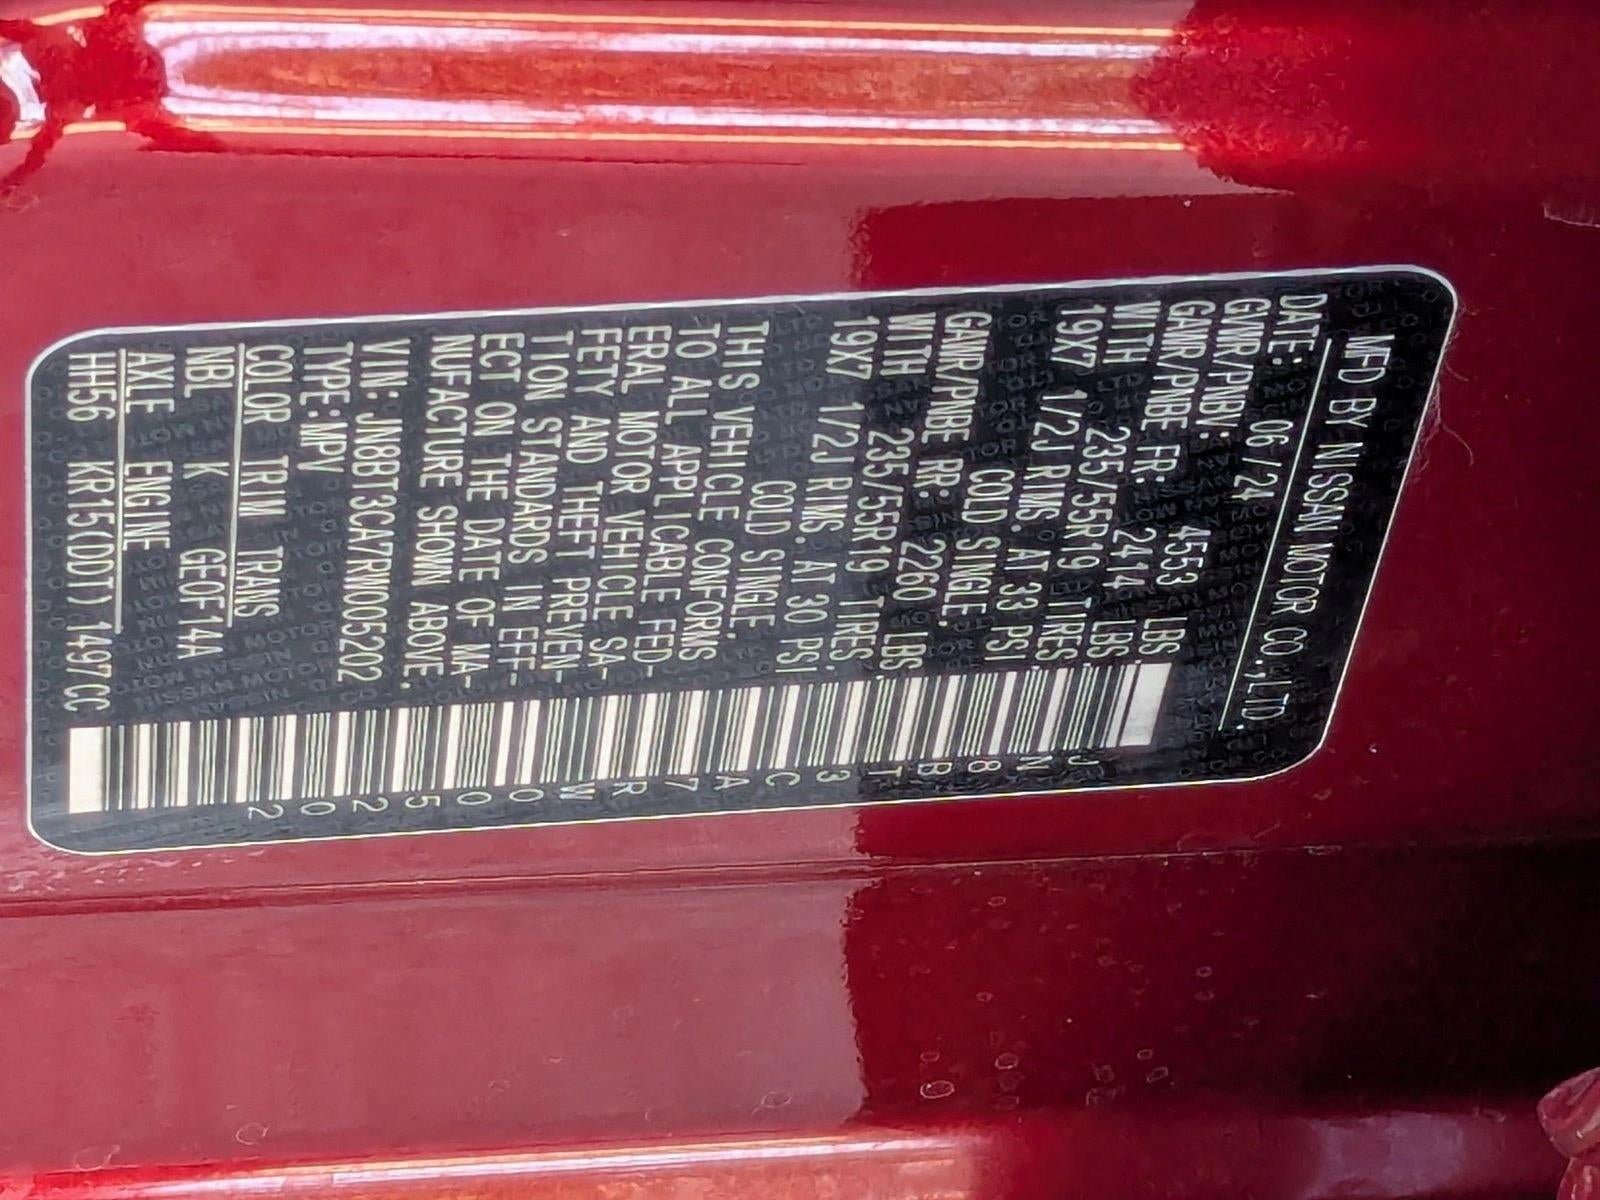 MFD BY NISSAN MOTOR CO.,LTD.
DATE: 06/24
GVWR/PNBV: 4553 LBS
GAWR/PNBE FR: 2414 LBS
WITH 235/55R19 TIRES
19X7 1/2J RIMS. AT 33 PSI
COLD SINGLE.
GAWR/PNBE RR: 2260 LBS
WITH 235/55R19 TIRES.
19X7 1/2J RIMS. AT 30 PSI
COLD SINGLE.
THIS VEHICLE CONFORMS
TO ALL APPLICABLE FED-
ERAL MOTOR VEHICLE SA-
FETY AND THEFT PREVEN-
TION STANDARDS IN EFF-
ECT ON THE DATE OF MA-
NUFACTURE SHOWN ABOVE.
VIN: JN8BT3CA7RW005202
TYPE:MPV
COLOR TRIM TRANS
NBL K GEOF14A
AXLE ENGINE
HH56 KR15(DDT) 1497CC
JN8BT3CA7RW005202